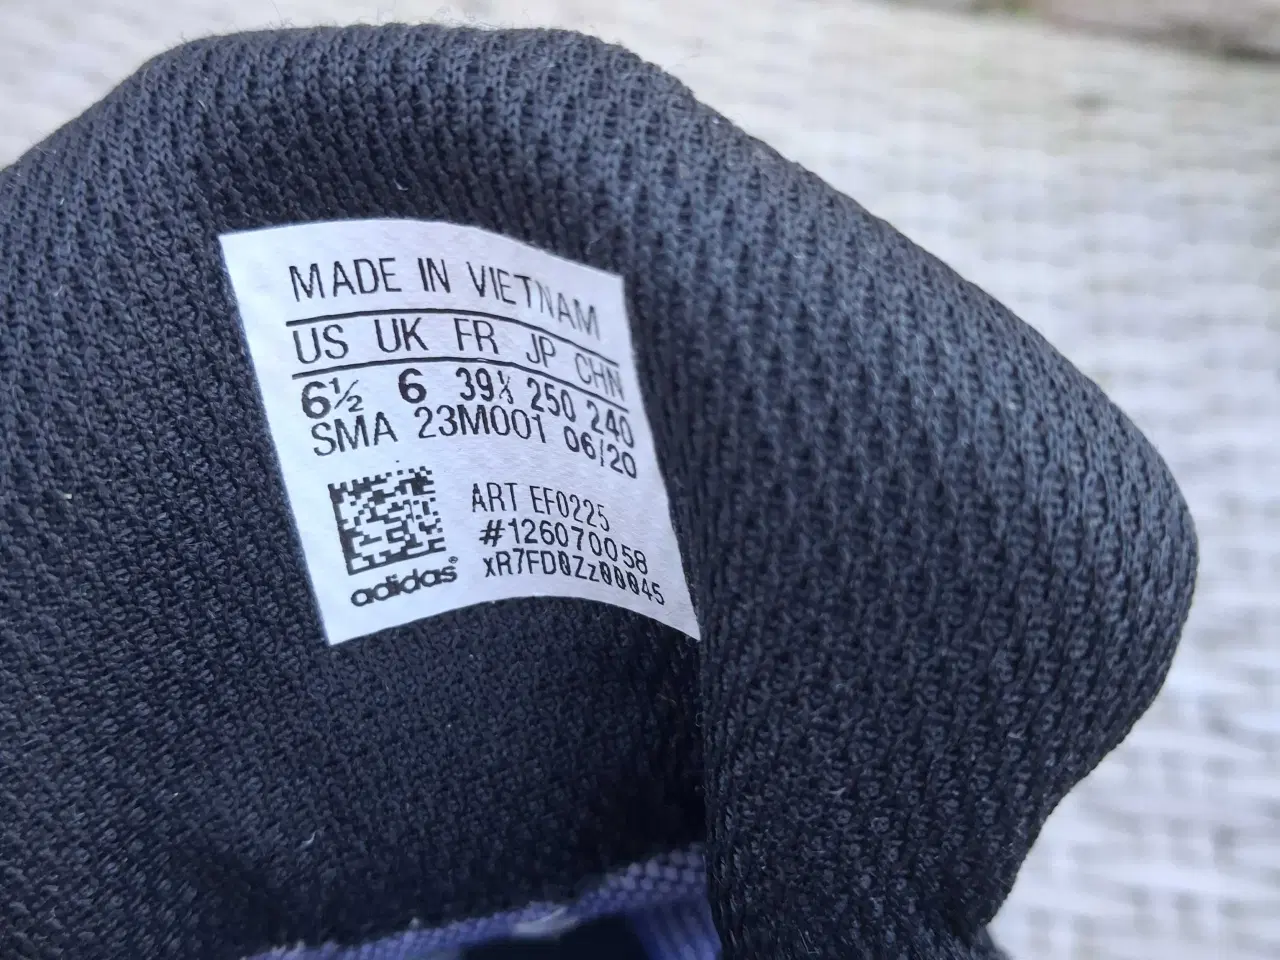 MADE IN VIETNAM
US UK FR JP CHN
6½ 6 39⅓ 250 240
SMA 23M001 06/20
ART EF0225
#126070058
xR7FD0Zz00045
adidas®